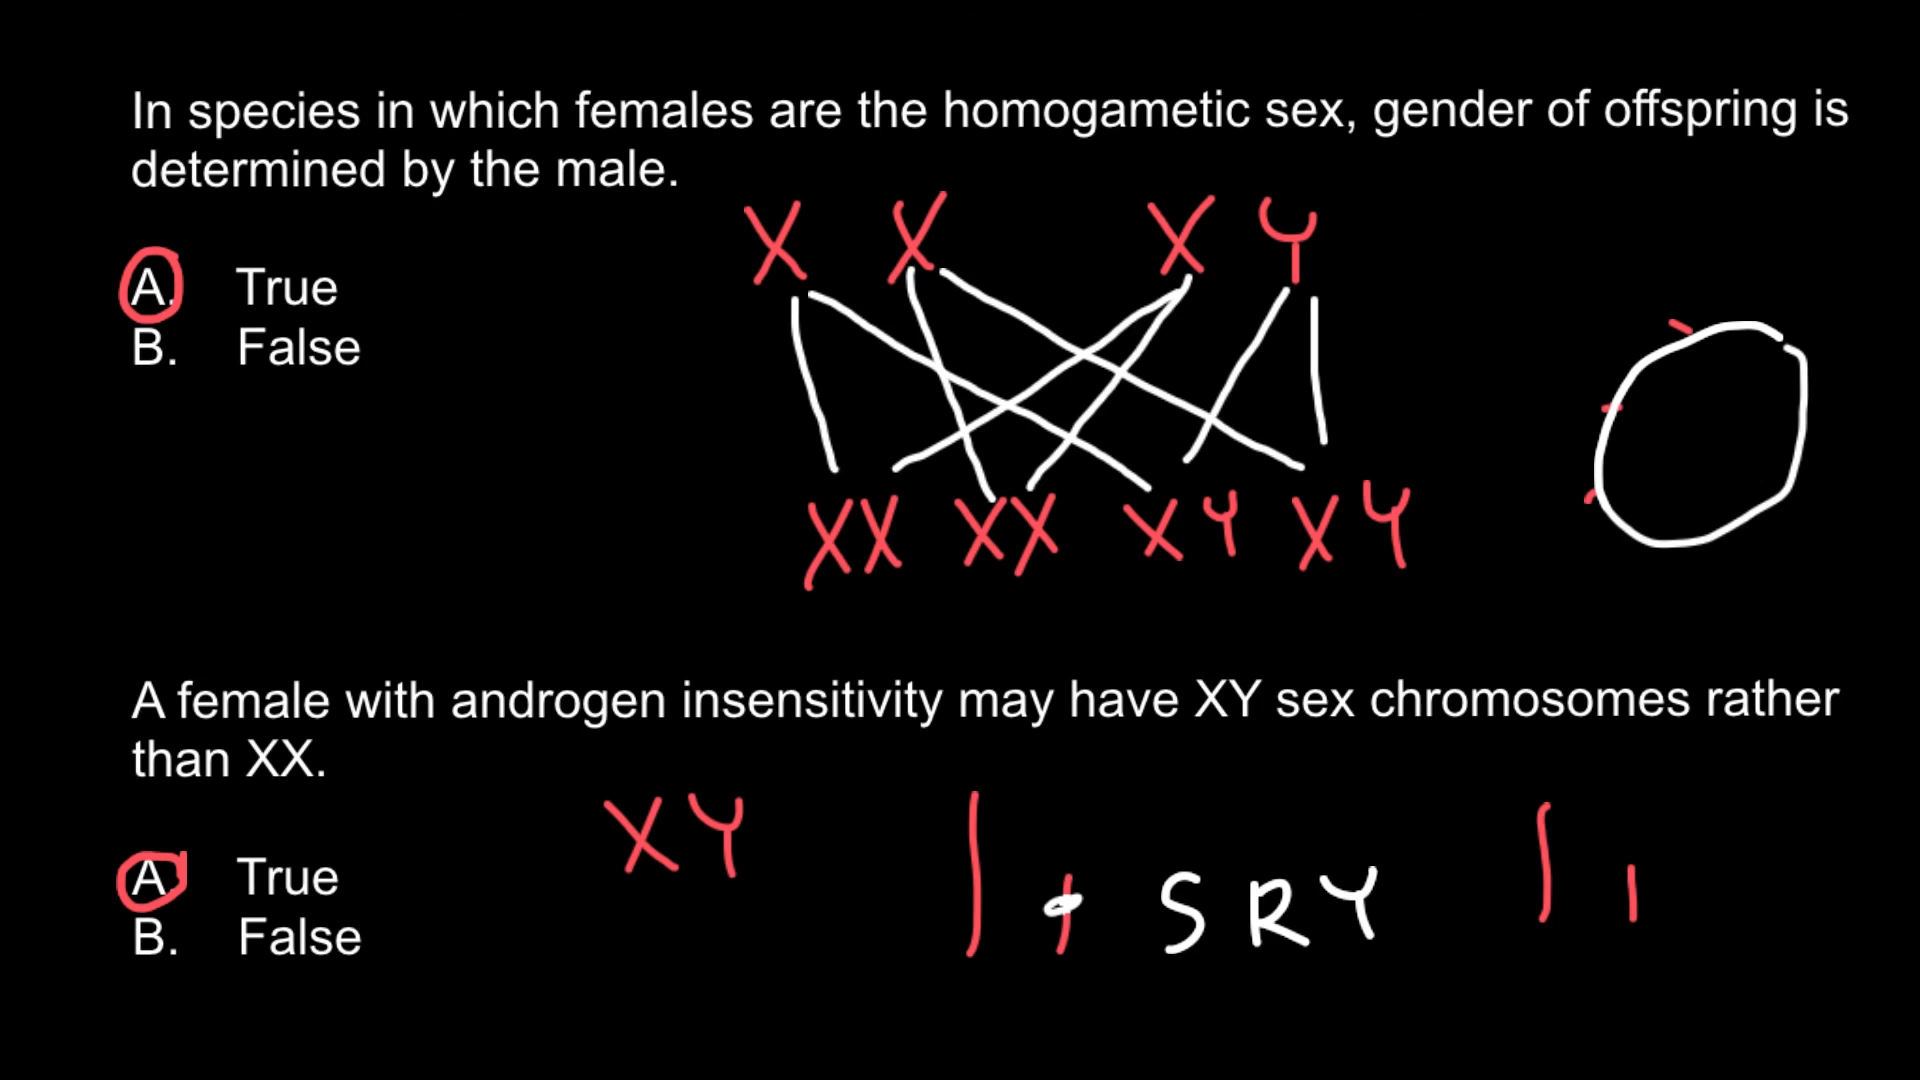 In species in which females are the homogametic sex, gender of offspring is
determined by the male.
X X X Y
A. True
B. False
XX XX XY XY
A female with androgen insensitivity may have XY sex chromosomes rather
than XX.
XY
SRY
A. True
B. False